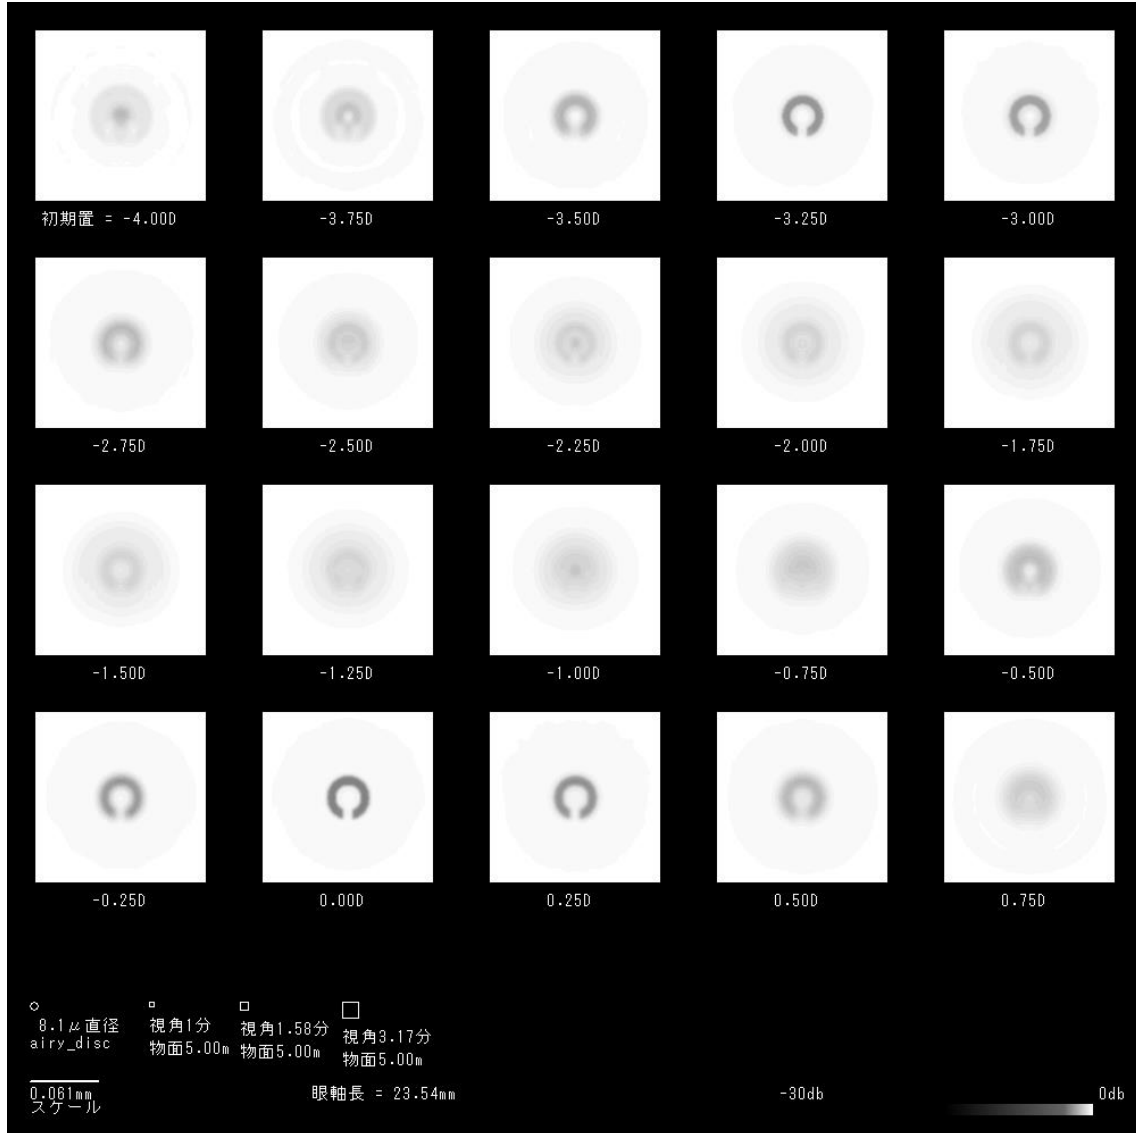 初期置 = -4.00D -3.75D -3.50D -3.25D -3.00D
-2.75D -2.50D -2.25D -2.00D -1.75D
-1.50D -1.25D -1.00D -0.75D -0.50D
-0.25D 0.00D 0.25D 0.50D 0.75D
8.1μ直径
airy_disc
視角1分
物面5.00m
視角1.58分
物面5.00m
視角3.17分
物面5.00m
0.061mm
スケール
眼軸長 = 23.54mm
-30db 0db